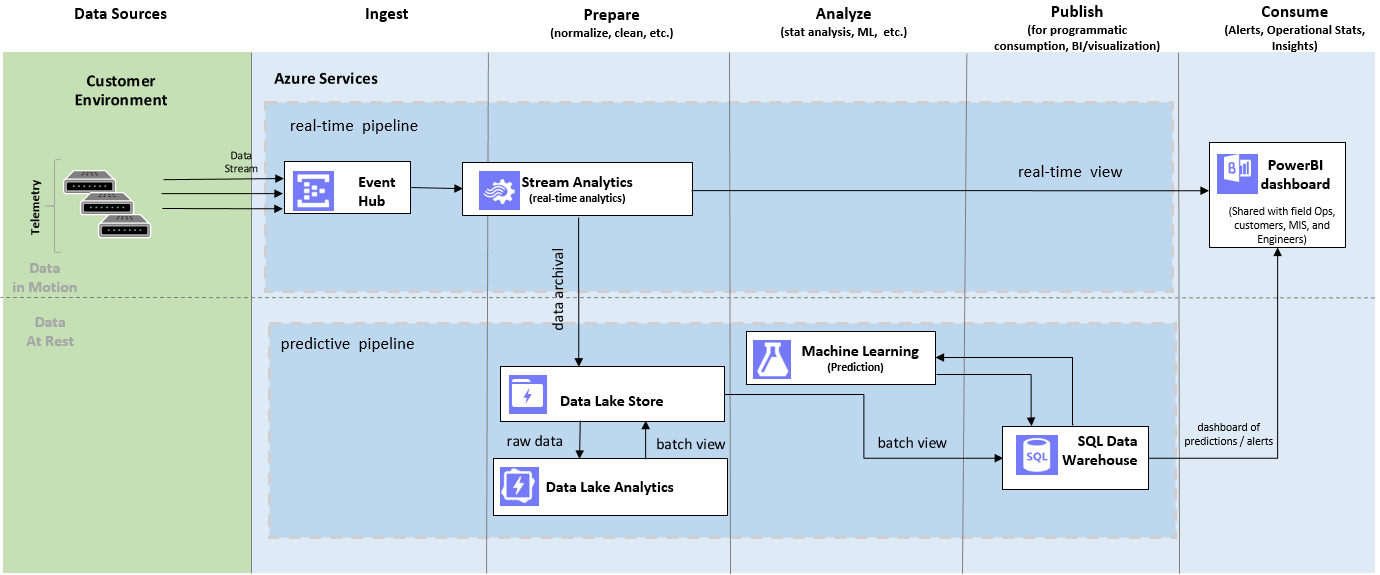 Data Sources
Ingest
Prepare
(normalize, clean, etc.)
Analyze
(stat analysis, ML, etc.)
Publish
(for programmatic
consumption, BI/visualization)
Consume
(Alerts, Operational Stats,
Insights)
Customer
Environment
Azure Services
real-time pipeline
Data
Stream
Telemetry
Event
Hub
Stream Analytics
(real-time analytics)
real-time view
B
PowerBI
dashboard
(Shared with field Ops,
customers, MIS, and
Engineers)
Data
in Motion
data archival
Data
At Rest
predictive pipeline
Machine Learning
(Prediction)
Data Lake Store
raw data
batch view
batch view
SQL
SQL Data
Warehouse
dashboard of
predictions / alerts
Data Lake Analytics